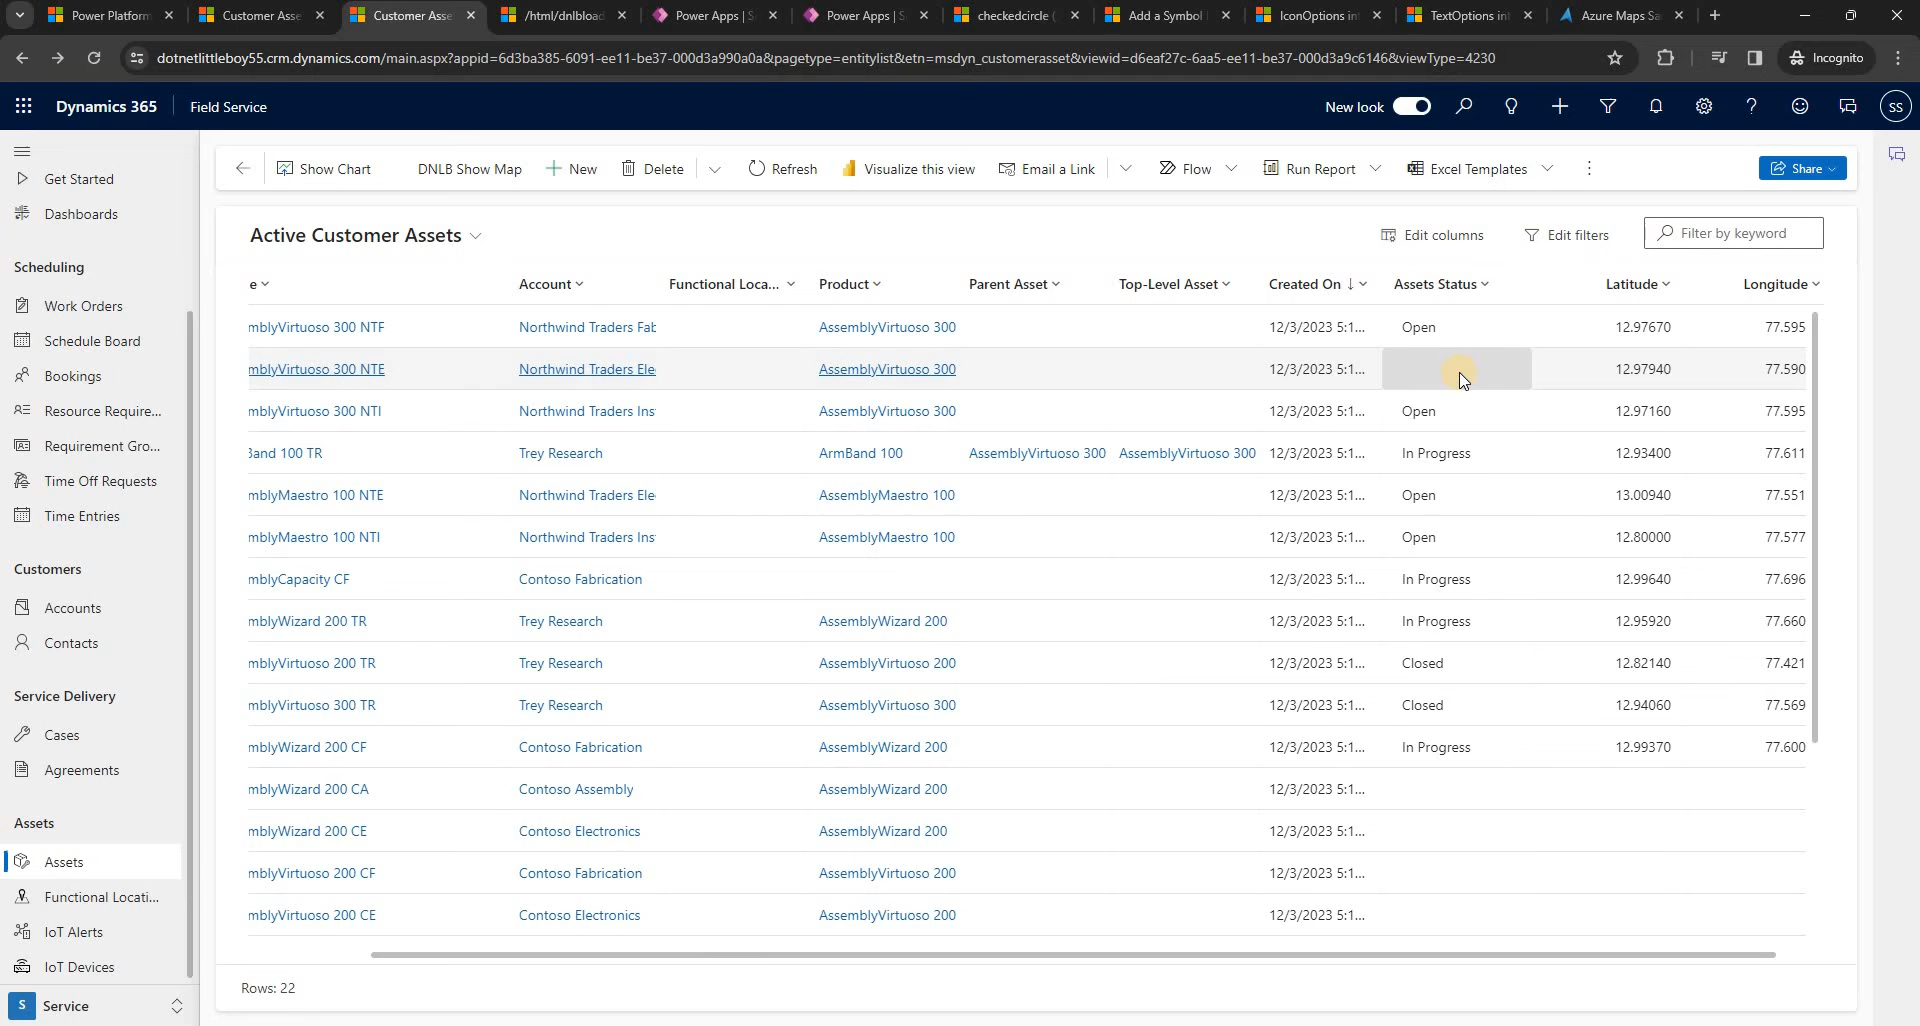 Power Platform
Customer Asse
Customer Asse
/html/dnlbload
Power Apps | S
Power Apps | S
checkedcircle (
Add a Symbol
IconOptions in
TextOptions in
Azure Maps Sa
dotnetlittleboy55.crm.dynamics.com/main.aspx?appid=6d3ba385-6091-ee11-be37-000d3a990a0a&pagetype=entitylist&etn=msdyn_customerasset&viewid=d6eaf27c-6aa5-ee11-be37-000d3a9c6146&viewType=4230
Incognito
Dynamics 365
Field Service
New look
SS
Get Started
Dashboards
Scheduling
Work Orders
Schedule Board
Bookings
Resource Require...
Requirement Gro...
Time Off Requests
Time Entries
Customers
Accounts
Contacts
Service Delivery
Cases
Agreements
Assets
Assets
Functional Locati...
IoT Alerts
IoT Devices
S Service
Show Chart DNLB Show Map New Delete Refresh Visualize this view Email a Link Flow Run Report Excel Templates Share
Active Customer Assets
Edit columns Edit filters Filter by keyword
e Account Functional Loca... Product Parent Asset Top-Level Asset Created On Assets Status Latitude Longitude
mblyVirtuoso 300 NTF Northwind Traders Fab AssemblyVirtuoso 300 12/3/2023 5:1... Open 12.97670 77.595
mblyVirtuoso 300 NTE Northwind Traders Ele AssemblyVirtuoso 300 12/3/2023 5:1... 12.97940 77.590
mblyVirtuoso 300 NTI Northwind Traders Ins AssemblyVirtuoso 300 12/3/2023 5:1... Open 12.97160 77.595
Band 100 TR Trey Research ArmBand 100 AssemblyVirtuoso 300 AssemblyVirtuoso 300 12/3/2023 5:1... In Progress 12.93400 77.611
mblyMaestro 100 NTE Northwind Traders Ele AssemblyMaestro 100 12/3/2023 5:1... Open 13.00940 77.551
mblyMaestro 100 NTI Northwind Traders Ins AssemblyMaestro 100 12/3/2023 5:1... Open 12.80000 77.577
mblyCapacity CF Contoso Fabrication 12/3/2023 5:1... In Progress 12.99640 77.696
mblyWizard 200 TR Trey Research AssemblyWizard 200 12/3/2023 5:1... In Progress 12.95920 77.660
mblyVirtuoso 200 TR Trey Research AssemblyVirtuoso 200 12/3/2023 5:1... Closed 12.82140 77.421
mblyVirtuoso 300 TR Trey Research AssemblyVirtuoso 300 12/3/2023 5:1... Closed 12.94060 77.569
mblyWizard 200 CF Contoso Fabrication AssemblyWizard 200 12/3/2023 5:1... In Progress 12.99370 77.600
mblyWizard 200 CA Contoso Assembly AssemblyWizard 200 12/3/2023 5:1...
mblyWizard 200 CE Contoso Electronics AssemblyWizard 200 12/3/2023 5:1...
mblyVirtuoso 200 CF Contoso Fabrication AssemblyVirtuoso 200 12/3/2023 5:1...
mblyVirtuoso 200 CE Contoso Electronics AssemblyVirtuoso 200 12/3/2023 5:1...
Rows: 22